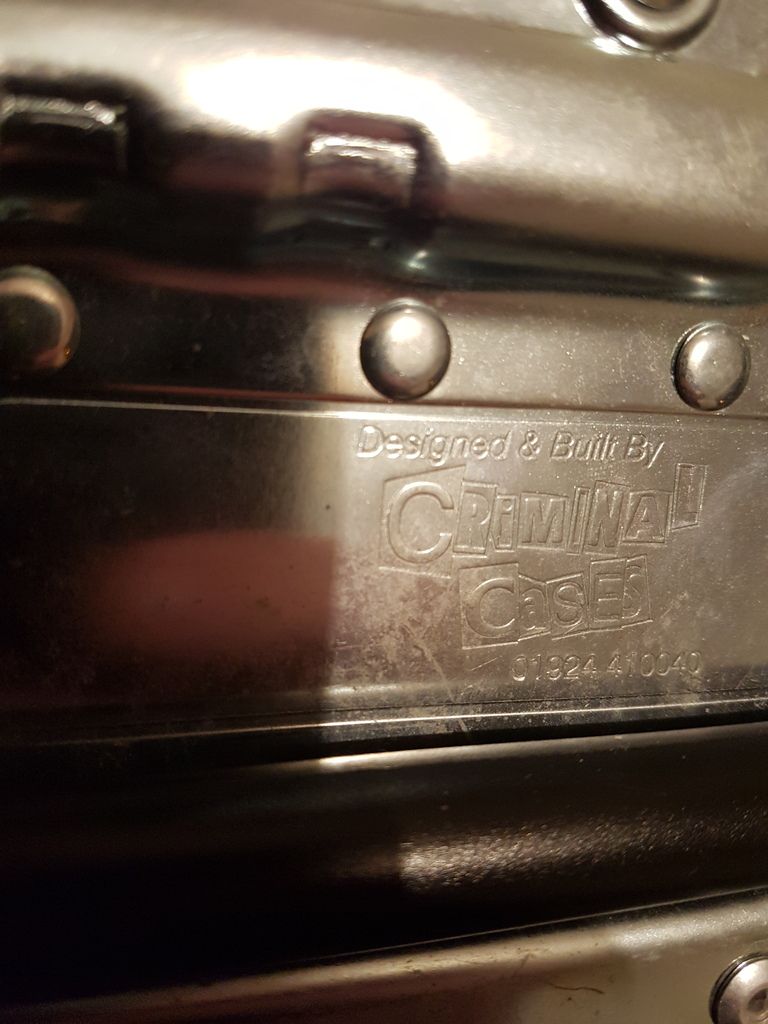 Designed & Built By
CRiMINAl
CaSES
01924 410040